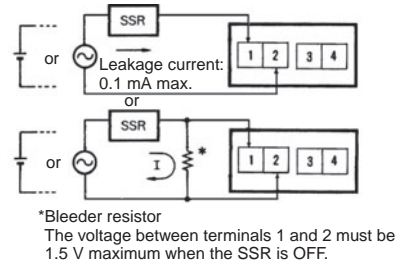 SSR
or
Leakage current:
0.1 mA max.
1 2 3 4
or
SSR
or
I
*
1 2 3 4
*Bleeder resistor
The voltage between terminals 1 and 2 must be
1.5 V maximum when the SSR is OFF.